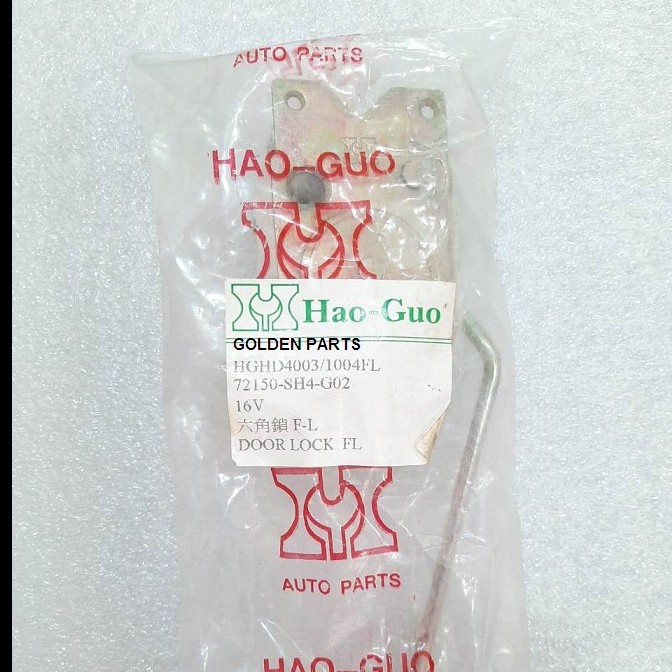 AUTO PARTS
HAO-GUO
Hao-Guo
GOLDEN PARTS
HGHD4003/1004FL
72150-SH4-G02
16V
六角鎖 F-L
DOOR LOCK FL
AUTO PARTS
HAO-GUO